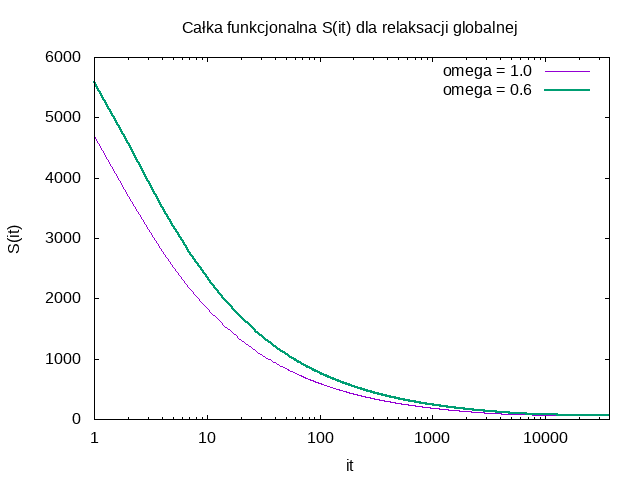 Całka funkcjonalna S(it) dla relaksacji globalnej
omega = 1.0
omega = 0.6
6000
5000
4000
3000
2000
1000
0
S(it)
1 10 100 1000 10000
it